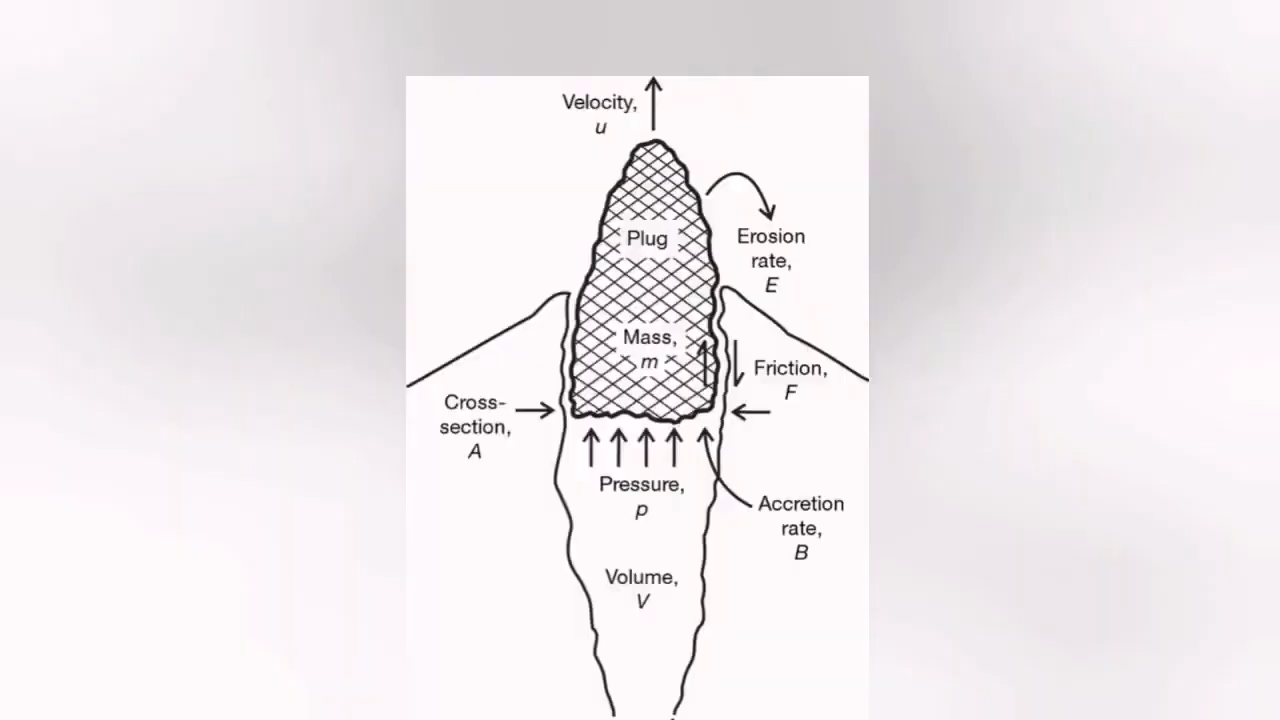 Velocity,
u
Plug
Erosion
rate,
E
Mass,
m
Friction,
F
Cross-
section,
A
Pressure,
p
Accretion
rate,
B
Volume,
V